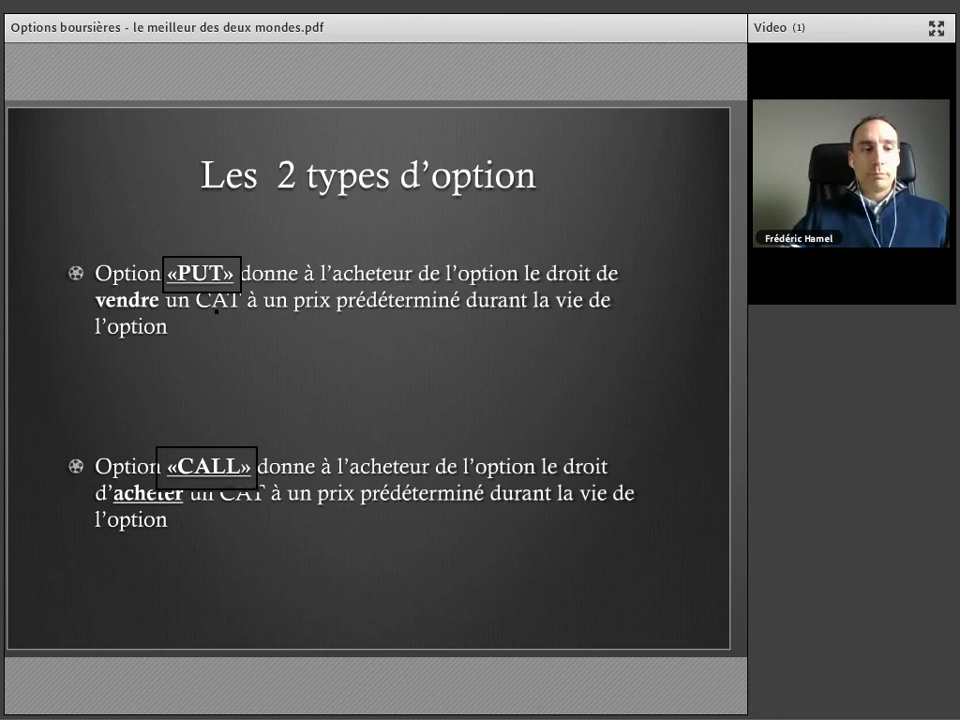 Options boursières - le meilleur des deux mondes.pdf
Video (1)
Les 2 types d’option
Option «PUT» donne à l’acheteur de l’option le droit de
vendre un CAT à un prix prédéterminé durant la vie de
l’option
Option «CALL» donne à l’acheteur de l’option le droit
d’acheter un CAT à un prix prédéterminé durant la vie de
l’option
Frédéric Hamel